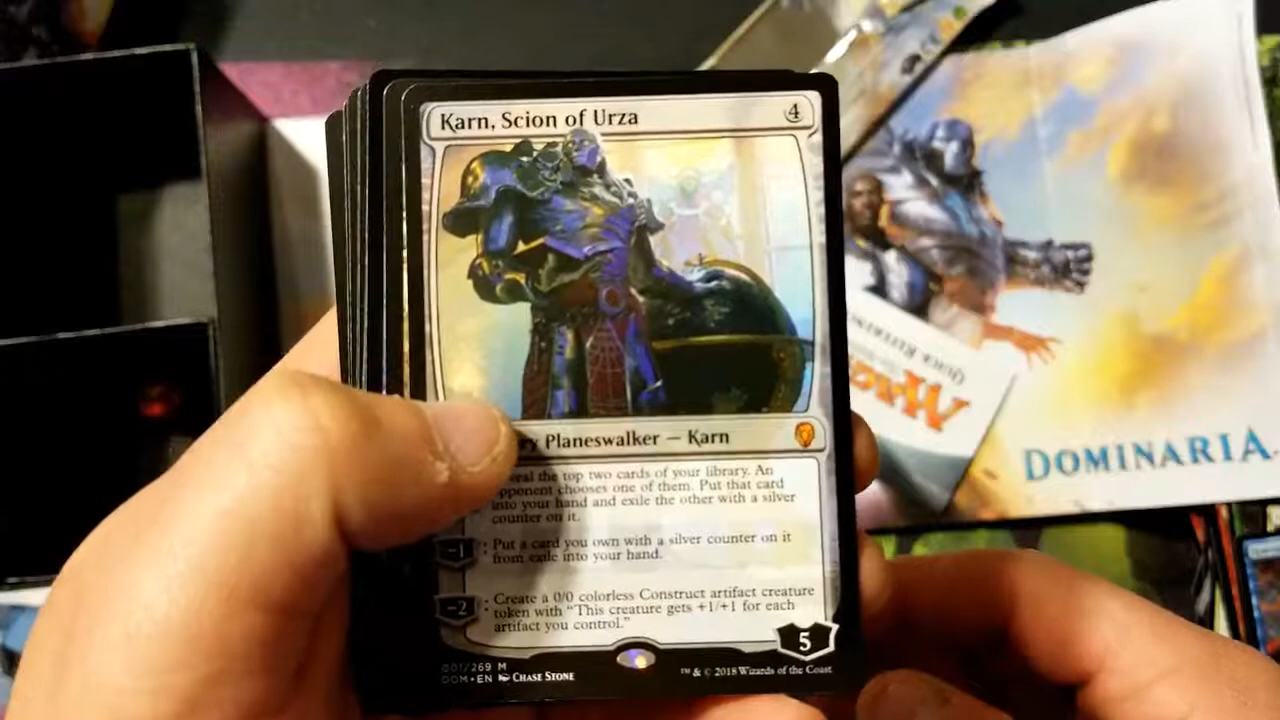 Karn, Scion of Urza 4
Planeswalker — Karn
the top two cards of your library. An
opponent chooses one of them. Put that card
into your hand and exile the other with a silver
counter on it.
-1 : Put a card you own with a silver counter on it
from exile into your hand.
-2 : Create a 0/0 colorless Construct artifact creature
token with "This creature gets +1/+1 for each
artifact you control."
5
001/269 M
DOM • EN CHASE STONE
™ & © 2018 Wizards of the Coast
QUICK
DOMINARIA